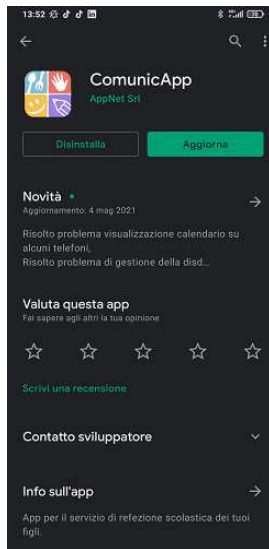 13:52
ComunicApp
AppNet Srl
Disinstalla
Aggiorna
Novità
Aggiornamento: 4 mag 2021
Risolto problema visualizzazione calendario su
alcuni telefoni,
Risolto problema di gestione della disd...
Valuta questa app
Fai sapere agli altri la tua opinione
Scrivi una recensione
Contatto sviluppatore
Info sull'app
App per il servizio di refezione scolastica dei tuoi
figli.